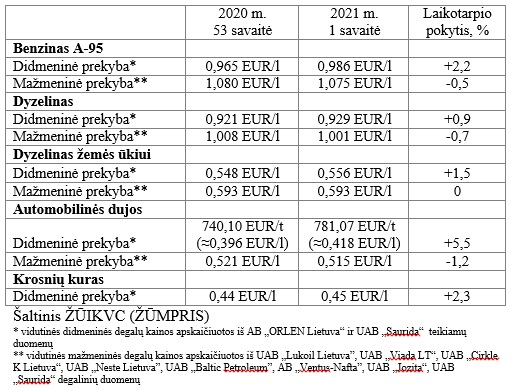 2020 m. 53 savaitė 2021 m. 1 savaitė Laikotarpio pokytis, %
Benzinas A-95
Didmeninė prekyba* 0,965 EUR/l 0,986 EUR/l +2,2
Mažmeninė prekyba** 1,080 EUR/l 1,075 EUR/l -0,5
Dyzelinas
Didmeninė prekyba* 0,921 EUR/l 0,929 EUR/l +0,9
Mažmeninė prekyba** 1,008 EUR/l 1,001 EUR/l -0,7
Dyzelinas žemės ūkiui
Didmeninė prekyba* 0,548 EUR/l 0,556 EUR/l +1,5
Mažmeninė prekyba** 0,593 EUR/l 0,593 EUR/l 0
Automobilinės dujos
Didmeninė prekyba* 740,10 EUR/t (≈0,396 EUR/l) 781,07 EUR/t (≈0,418 EUR/l) +5,5
Mažmeninė prekyba** 0,521 EUR/l 0,515 EUR/l -1,2
Krosnių kuras
Didmeninė prekyba* 0,44 EUR/l 0,45 EUR/l +2,3
Šaltinis ŽŪIKVC (ŽŪMPRIS)
* vidutinės didmeninės degalų kainos apskaičiuotos iš AB „ORLEN Lietuva“ ir UAB „Saurida“ teikiamų
duomenų
** vidutinės mažmeninės degalų kainos apskaičiuotos iš UAB „Lukoil Lietuva”, UAB „Viada LT“, UAB „Cirkle
K Lietuva“, UAB „Neste Lietuva”, UAB „Baltic Petroleum”, AB „Ventus-Nafta”, UAB „Jozita“, UAB
„Saurida“ degalinių duomenų